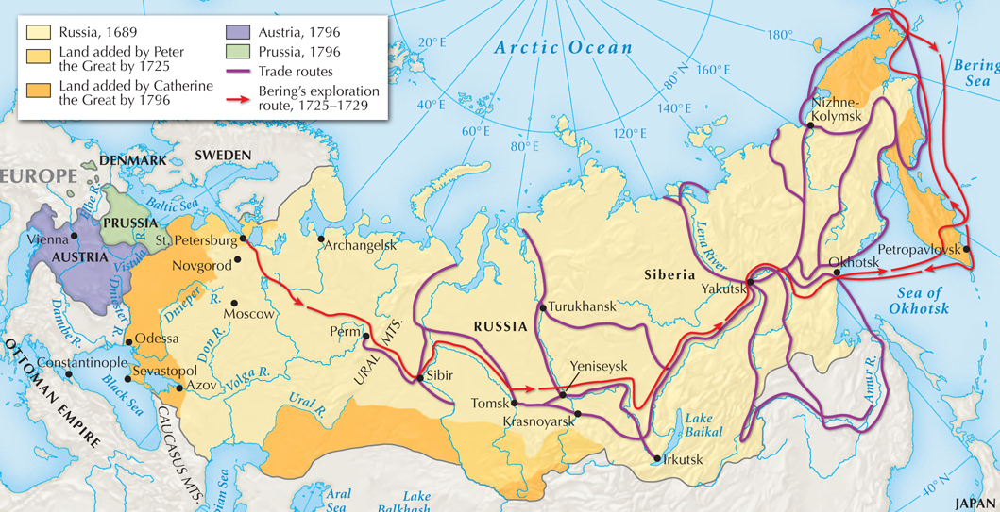 Russia, 1689
Land added by Peter
the Great by 1725
Land added by Catherine
the Great by 1796
Austria, 1796
Prussia, 1796
Trade routes
Bering's exploration
route, 1725–1729
Arctic Ocean
20°E
40°E
60°E
80°E
120°E
140°E
160°E
80°N
180°
Bering
Sea
Nizhne-
Kolymsk
EUROPE
DENMARK
SWEDEN
Elbe R.
Baltic Sea
PRUSSIA
Vienna
AUSTRIA
Vistula R.
St. Petersburg
Novgorod
Archangelsk
Moscow
Dnieper R.
Dniester R.
Danube R.
Don R.
Volga R.
Ural R.
Odessa
Constantinople
Sevastopol
Azov
Black Sea
OTTOMAN EMPIRE
CAUCASUS MTS.
pian Sea
Aral
Sea
Lake
Balkhash
Perm
URAL MTS.
Sibir
RUSSIA
Turukhansk
Yeniseysk
Tomsk
Krasnoyarsk
Irkutsk
Lake
Baikal
Siberia
Lena River
Yakutsk
Okhotsk
Petropavlovsk
Sea of
Okhotsk
Amur R.
40°N
JAPAN